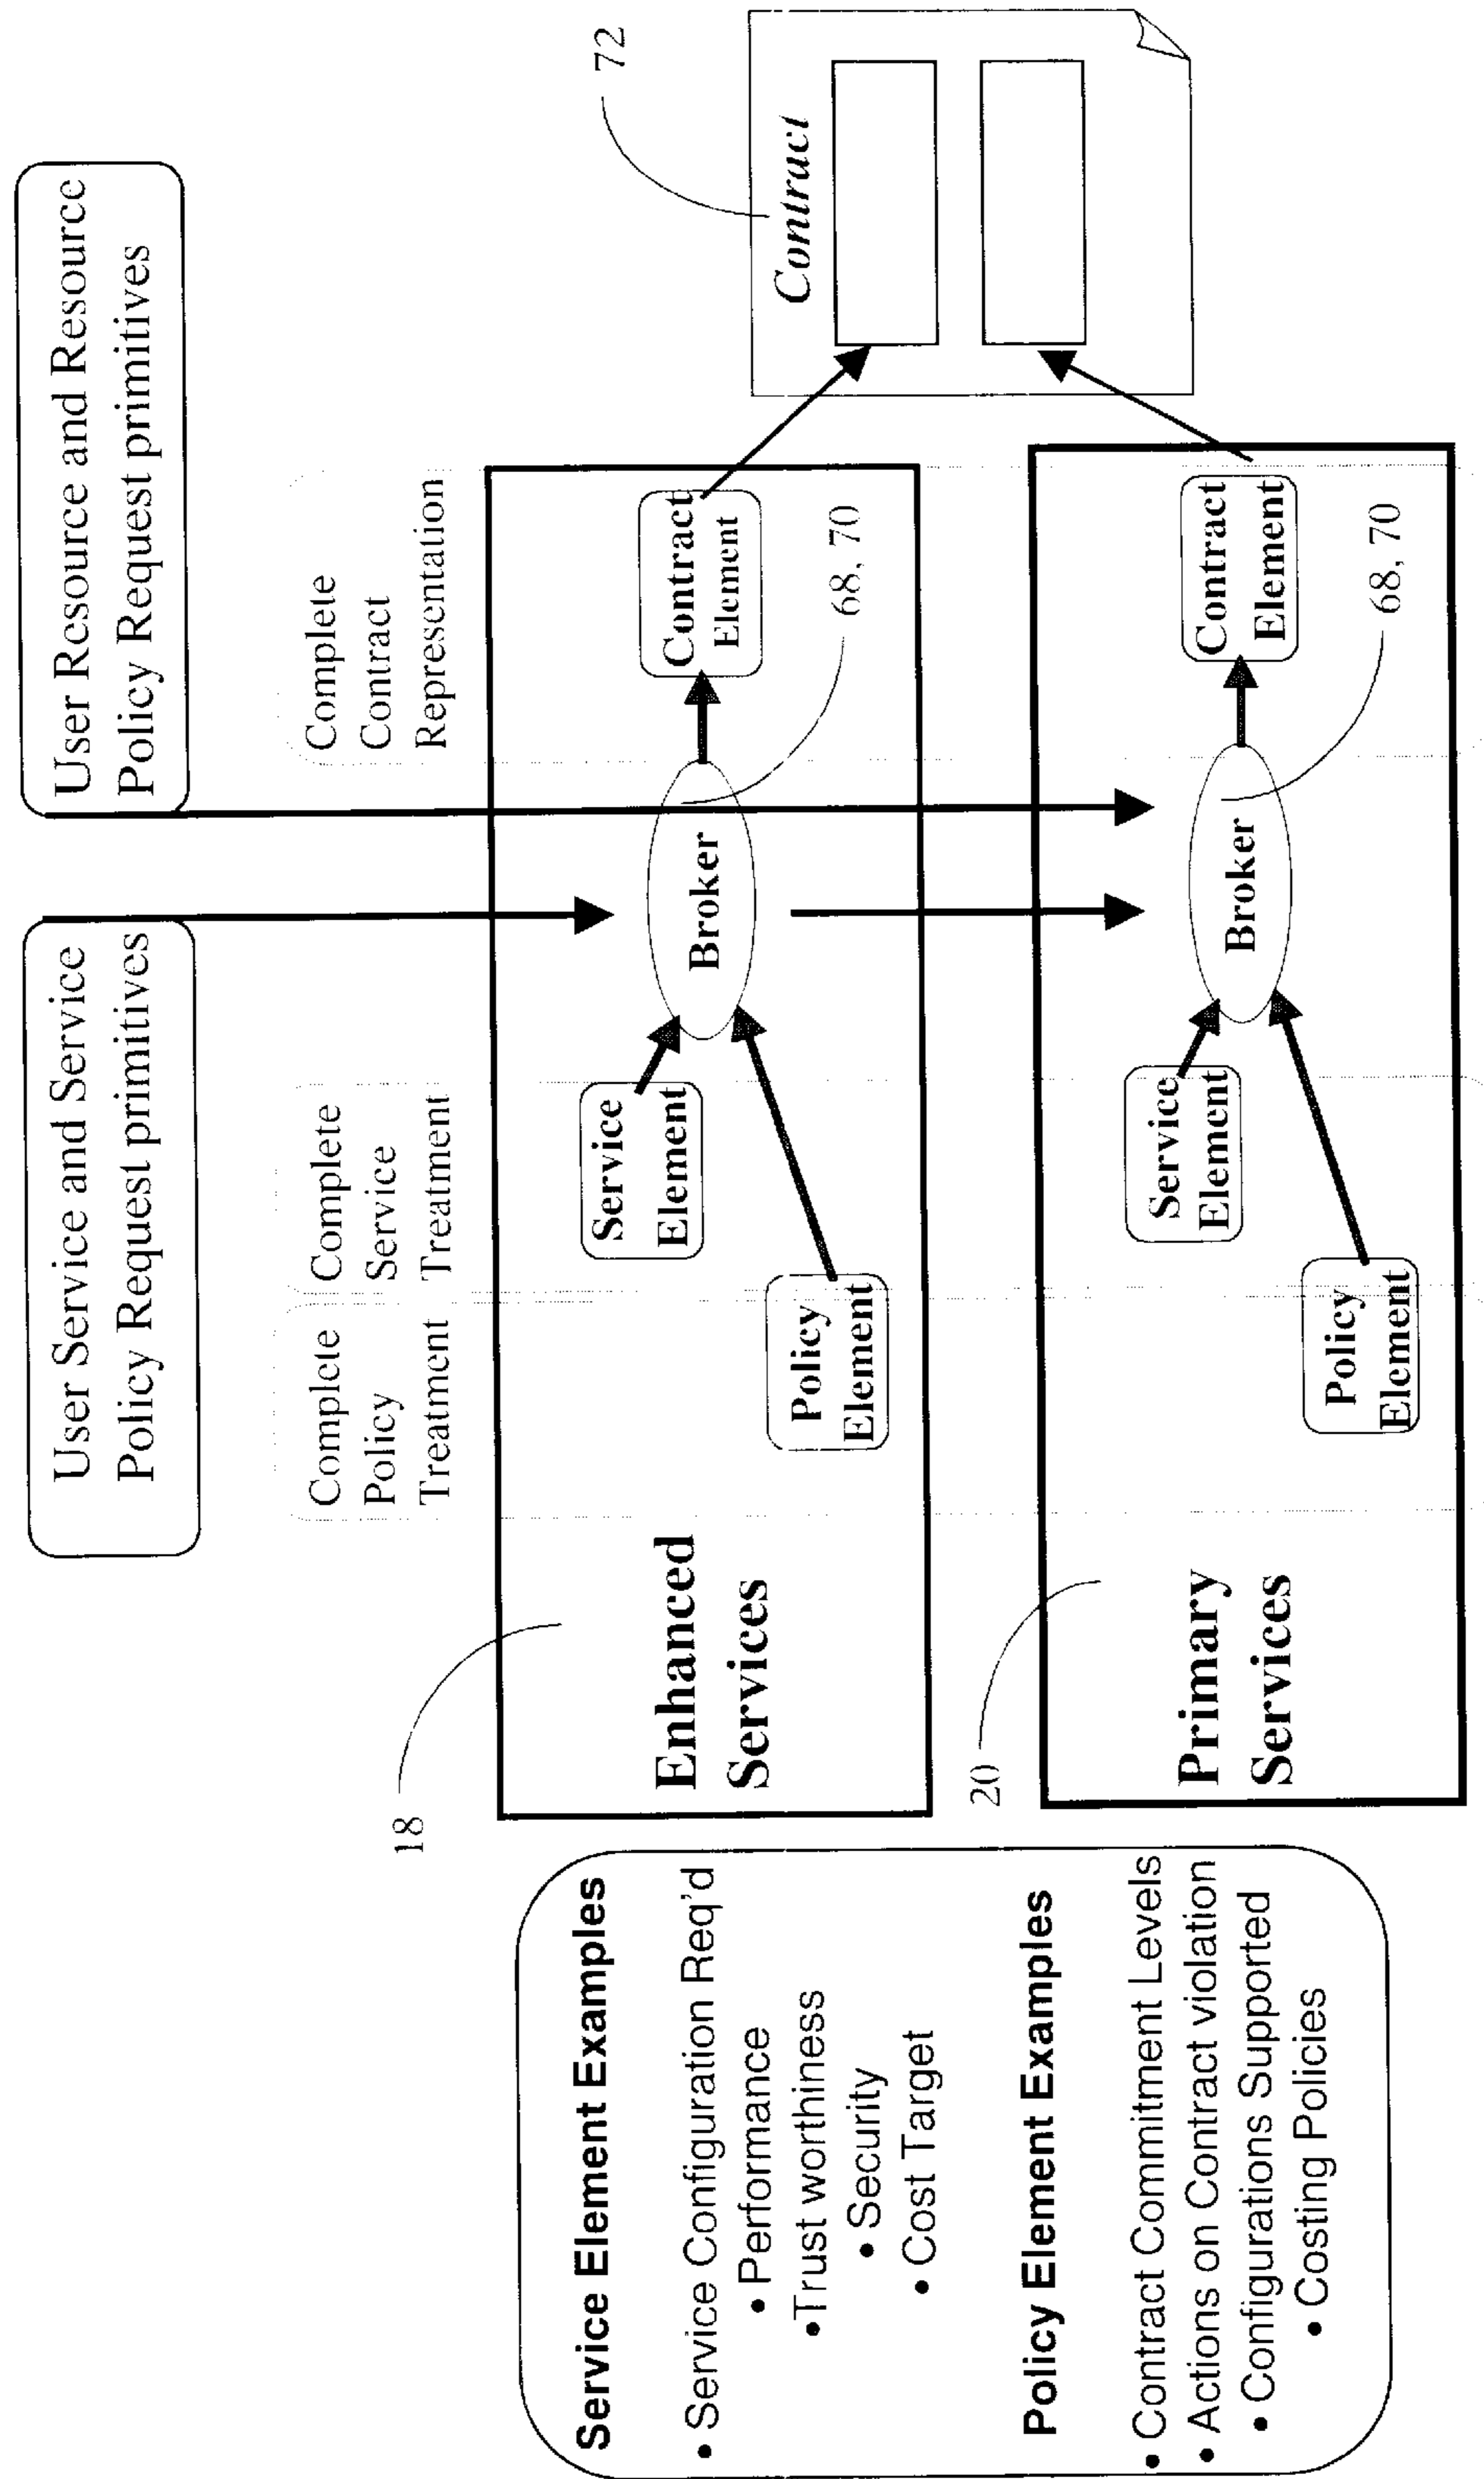 User Service and Service
Policy Request primitives
User Resource and Resource
Policy Request primitives
Complete
Policy
Treatment
Complete
Service
Treatment
Complete
Contract
Representation
72
18
Enhanced
Services
Policy
Element
Service
Element
Broker
Contract
Element
68, 70
Contract
20
Primary
Services
Policy
Element
Service
Element
Broker
Contract
Element
68, 70
Service Element Examples
• Service Configuration Req'd
• Performance
•Trust worthiness
• Security
• Cost Target
Policy Element Examples
• Contract Commitment Levels
• Actions on Contract violation
• Configurations Supported
• Costing Policies